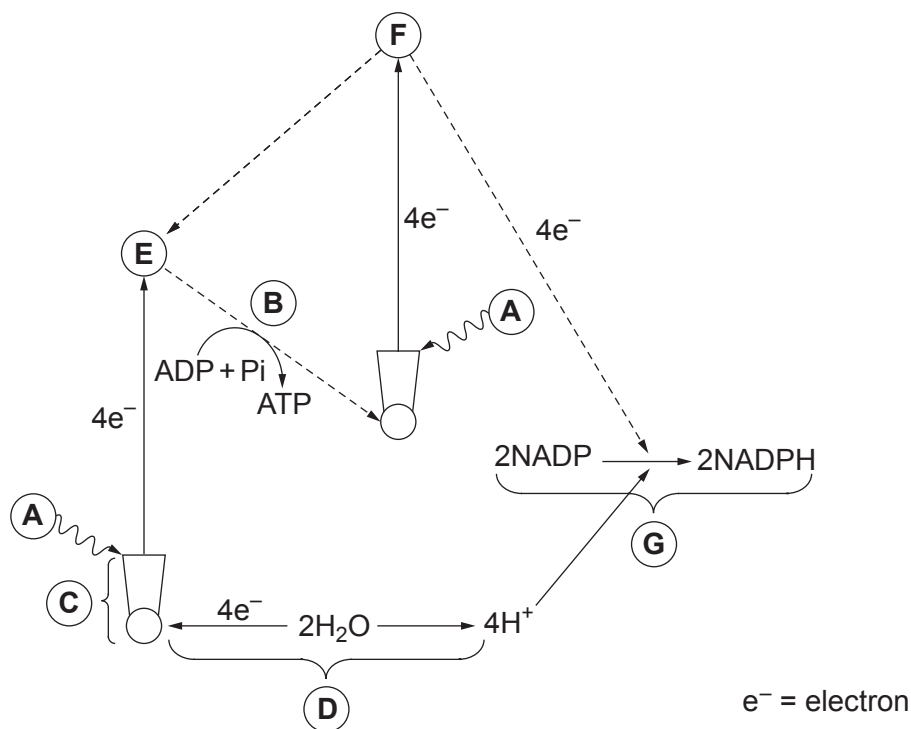 F
4e⁻
4e⁻
E
B
A
ADP + Pi
ATP
4e⁻
2NADP
2NADPH
A
G
C
4e⁻
2H₂O
4H⁺
D
e⁻ = electron